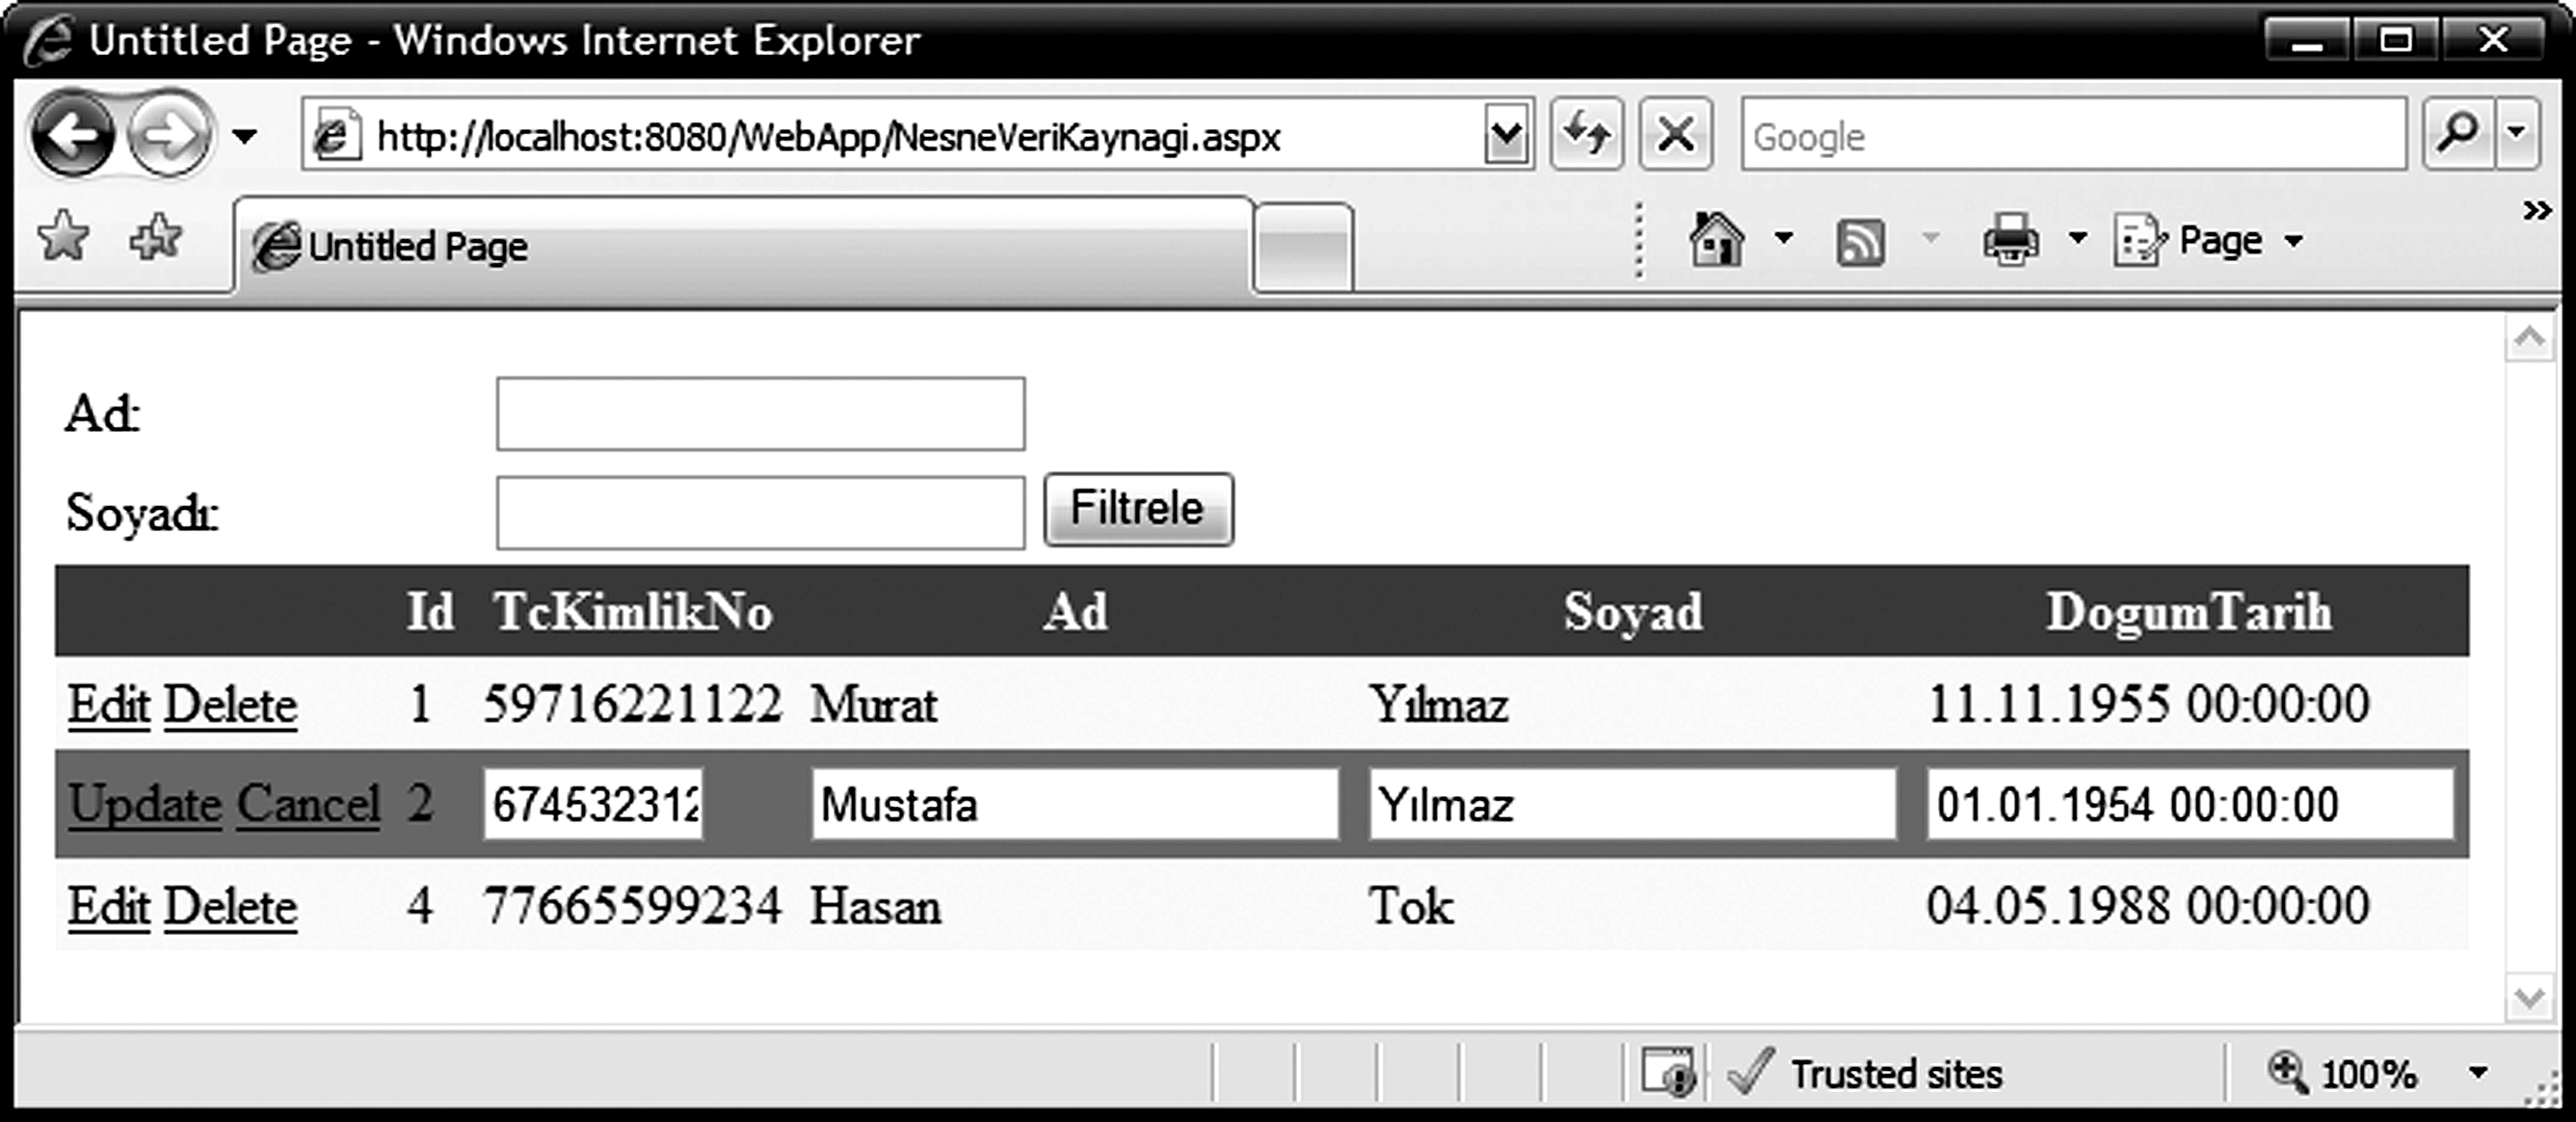 Untitled Page - Windows Internet Explorer
http://localhost:8080/WebApp/NesneVeriKaynagi.aspx Google
Untitled Page Page
Ad:
Soyadı: Filtrele
Id TcKimlikNo Ad Soyad DogumTarih
Edit Delete 1 59716221122 Murat Yılmaz 11.11.1955 00:00:00
Update Cancel 2 674532312 Mustafa Yılmaz 01.01.1954 00:00:00
Edit Delete 4 77665599234 Hasan Tok 04.05.1988 00:00:00
Trusted sites 100%